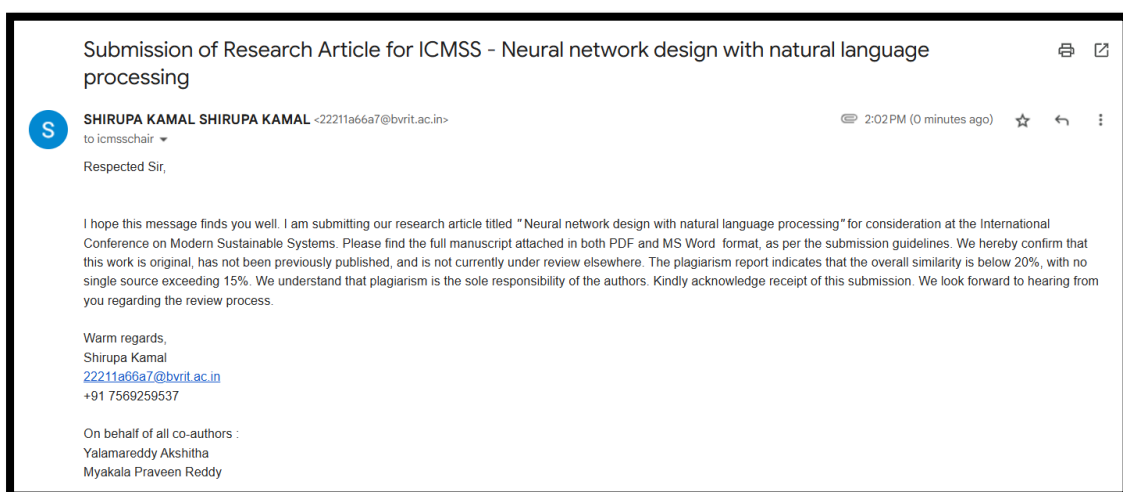 Submission of Research Article for ICMSS - Neural network design with natural language
processing
S
SHIRUPA KAMAL SHIRUPA KAMAL <22211a66a7@bvrit.ac.in>
2:02 PM (0 minutes ago)
to icmsschair
Respected Sir,
I hope this message finds you well. I am submitting our research article titled "Neural network design with natural language processing" for consideration at the International
Conference on Modern Sustainable Systems. Please find the full manuscript attached in both PDF and MS Word format, as per the submission guidelines. We hereby confirm that
this work is original, has not been previously published, and is not currently under review elsewhere. The plagiarism report indicates that the overall similarity is below 20%, with no
single source exceeding 15%. We understand that plagiarism is the sole responsibility of the authors. Kindly acknowledge receipt of this submission. We look forward to hearing from
you regarding the review process.
Warm regards,
Shirupa Kamal
22211a66a7@bvrit.ac.in
+91 7569259537
On behalf of all co-authors :
Yalamareddy Akshitha
Myakala Praveen Reddy